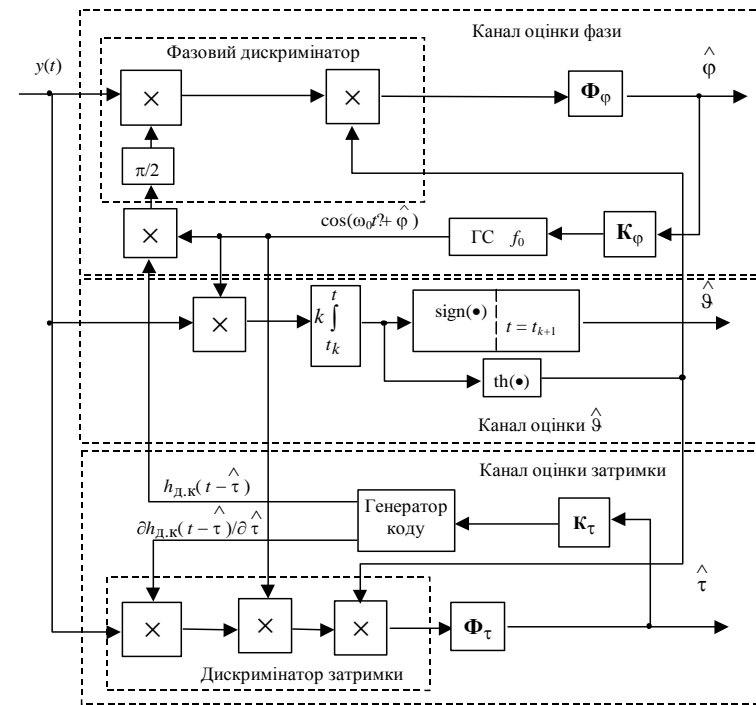 Канал оцінки фази
Фазовий дискримінатор
y(t)
^
φ
×
×
Φφ
π/2
cos(ω₀t?+ φ^)
×
ГС f₀
Kφ
×
k ∫ t tₖ
sign(•)
t = tₖ₊₁
^
ϑ
th(•)
Канал оцінки ϑ^
Канал оцінки затримки
hд.к(t − τ^)
∂hд.к(t − τ^)/∂τ^
Генератор
коду
Kτ
^
τ
×
×
×
Φτ
Дискримінатор затримки